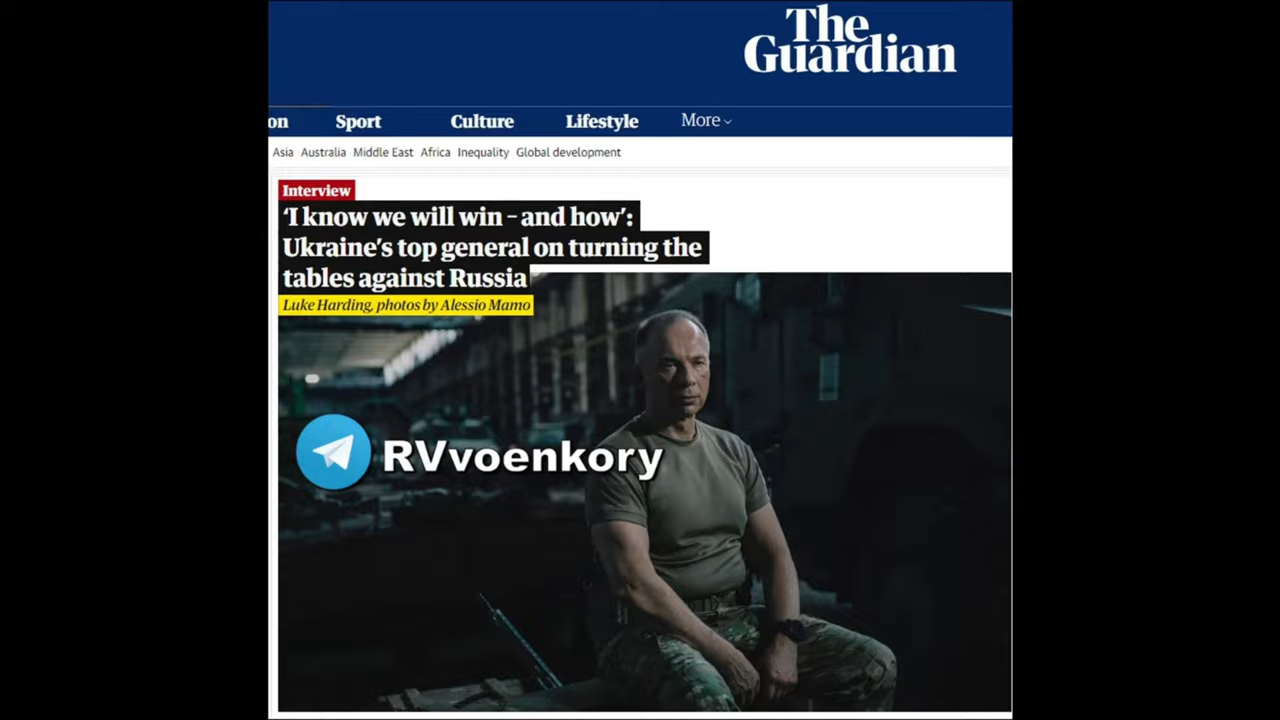 The
Guardian
on Sport Culture Lifestyle More
Asia Australia Middle East Africa Inequality Global development
Interview
‘I know we will win – and how’:
Ukraine’s top general on turning the
tables against Russia
Luke Harding, photos by Alessio Mamo
RVvoenkory